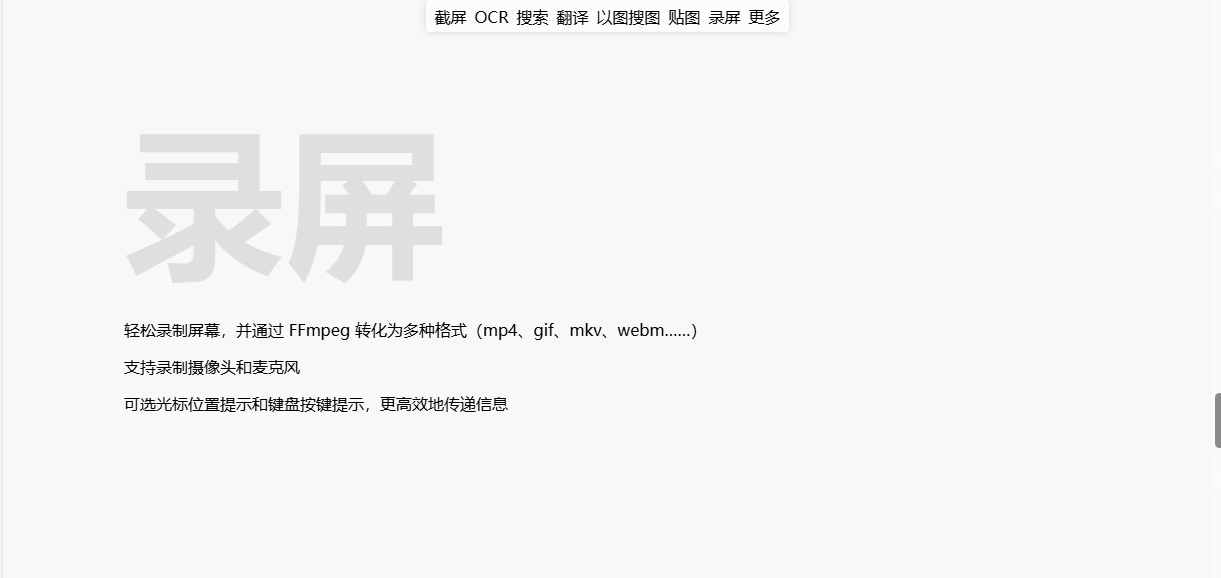 截屏 OCR 搜索 翻译 以图搜图 贴图 录屏 更多
录屏
轻松录制屏幕，并通过 FFmpeg 转化为多种格式（mp4、gif、mkv、webm……）
支持录制摄像头和麦克风
可选光标位置提示和键盘按键提示，更高效地传递信息